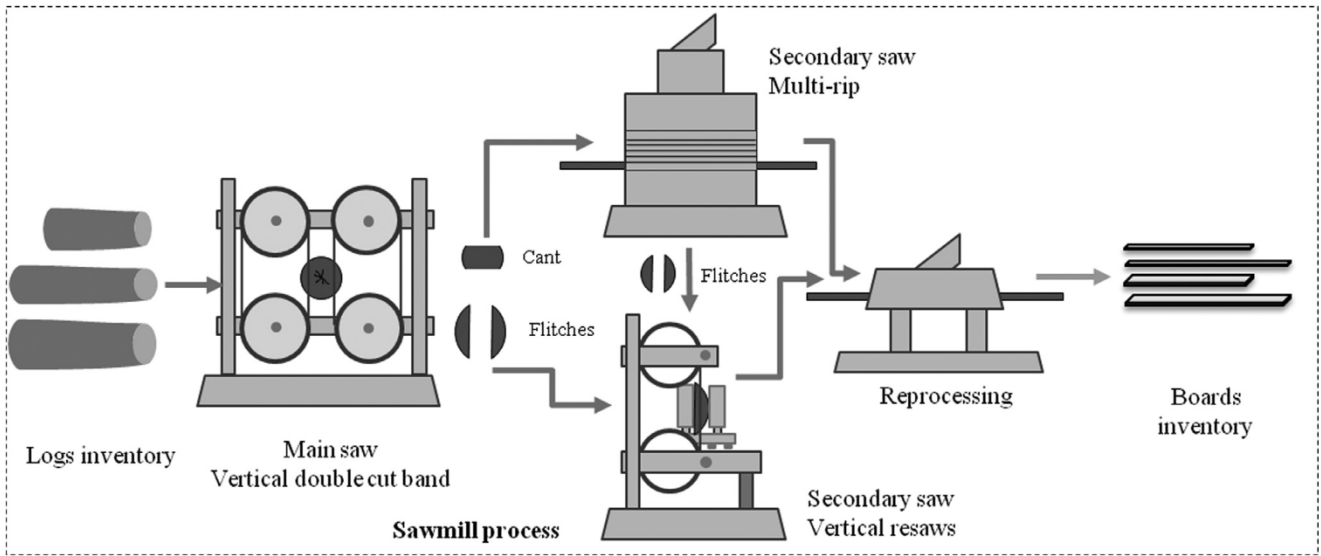 Logs inventory
Main saw
Vertical double cut band
Cant
Flitches
Secondary saw
Multi-rip
Flitches
Secondary saw
Vertical resaws
Reprocessing
Boards
inventory
Sawmill process